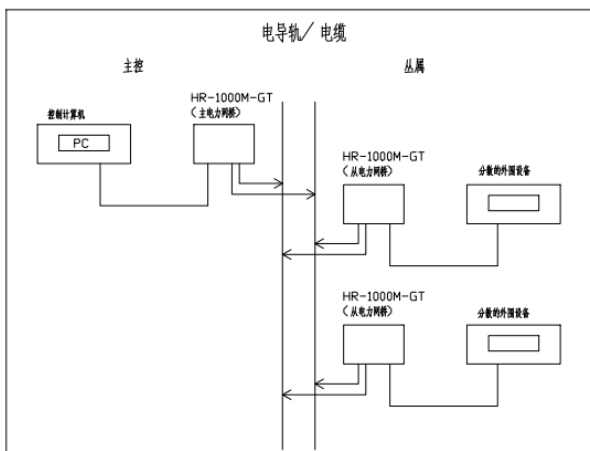 电导轨/电缆
主控
丛属
控制计算机
PC
HR-1000M-GT
(主电力网桥)
HR-1000M-GT
(从电力网桥)
分散的外围设备
HR-1000M-GT
(从电力网桥)
分散的外围设备